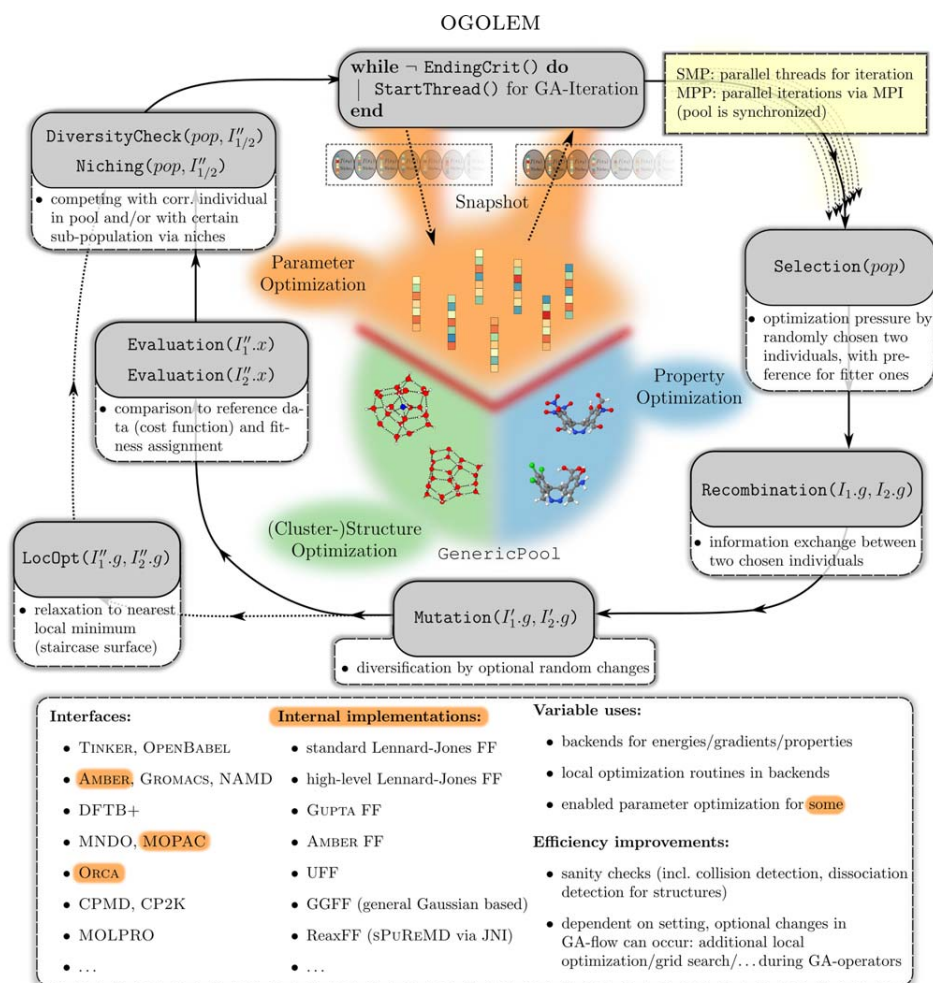 OGOLEM
while ¬ EndingCrit() do
StartThread() for GA-Iteration
end
SMP: parallel threads for iteration
MPP: parallel iterations via MPI
(pool is synchronized)
DiversityCheck(pop, I″1/2)
Niching(pop, I″1/2)
• competing with corr. individual
in pool and/or with certain
sub-population via niches
Snapshot
Parameter
Optimization
Selection(pop)
• optimization pressure by
randomly chosen two
individuals, with pre-
ference for fitter ones
Evaluation(I″1.x)
Evaluation(I″2.x)
• comparison to reference da-
ta (cost function) and fit-
ness assignment
Property
Optimization
Recombination(I1.g, I2.g)
• information exchange between
two chosen individuals
(Cluster-)Structure
Optimization
GenericPool
LocOpt(I″1.g, I″2.g)
• relaxation to nearest
local minimum
(staircase surface)
Mutation(I′1.g, I′2.g)
• diversification by optional random changes
Interfaces:
• TINKER, OPENBABEL
• AMBER, GROMACS, NAMD
• DFTB+
• MNDO, MOPAC
• ORCA
• CPMD, CP2K
• MOLPRO
• ...
Internal implementations:
• standard Lennard-Jones FF
• high-level Lennard-Jones FF
• GUPTA FF
• AMBER FF
• UFF
• GGFF (general Gaussian based)
• ReaxFF (sPuReMD via JNI)
• ...
Variable uses:
• backends for energies/gradients/properties
• local optimization routines in backends
• enabled parameter optimization for some
Efficiency improvements:
• sanity checks (incl. collision detection, dissociation
detection for structures)
• dependent on setting, optional changes in
GA-flow can occur: additional local
optimization/grid search/... during GA-operators